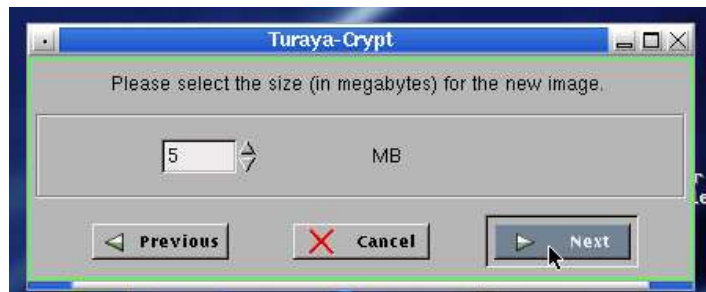 Turaya-Crypt
Please select the size (in megabytes) for the new image.
5 MB
Previous Cancel Next